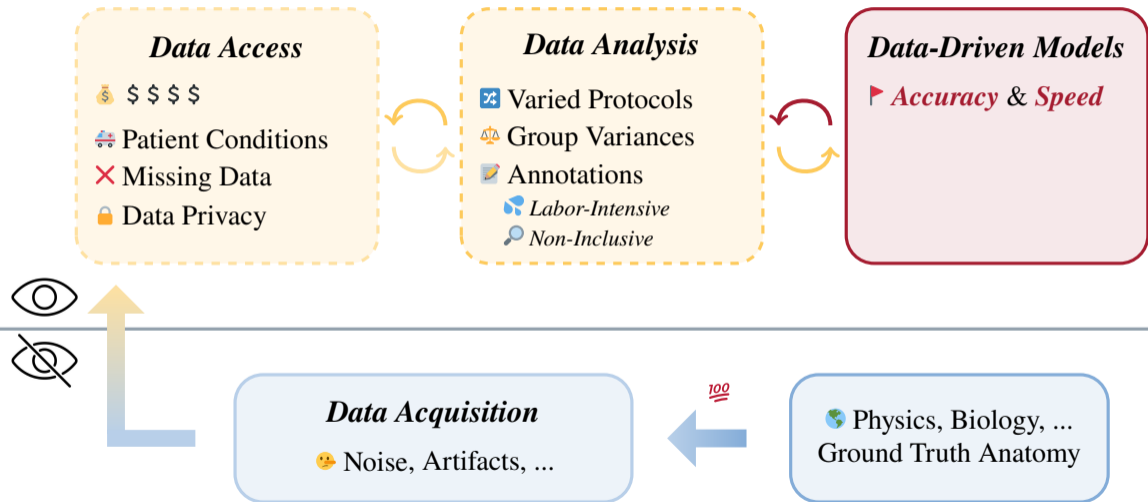 Data Access
$ $ $ $
Patient Conditions
Missing Data
Data Privacy
Data Analysis
Varied Protocols
Group Variances
Annotations
Labor-Intensive
Non-Inclusive
Data-Driven Models
Accuracy & Speed
Data Acquisition
Noise, Artifacts, ...
100
Physics, Biology, ...
Ground Truth Anatomy